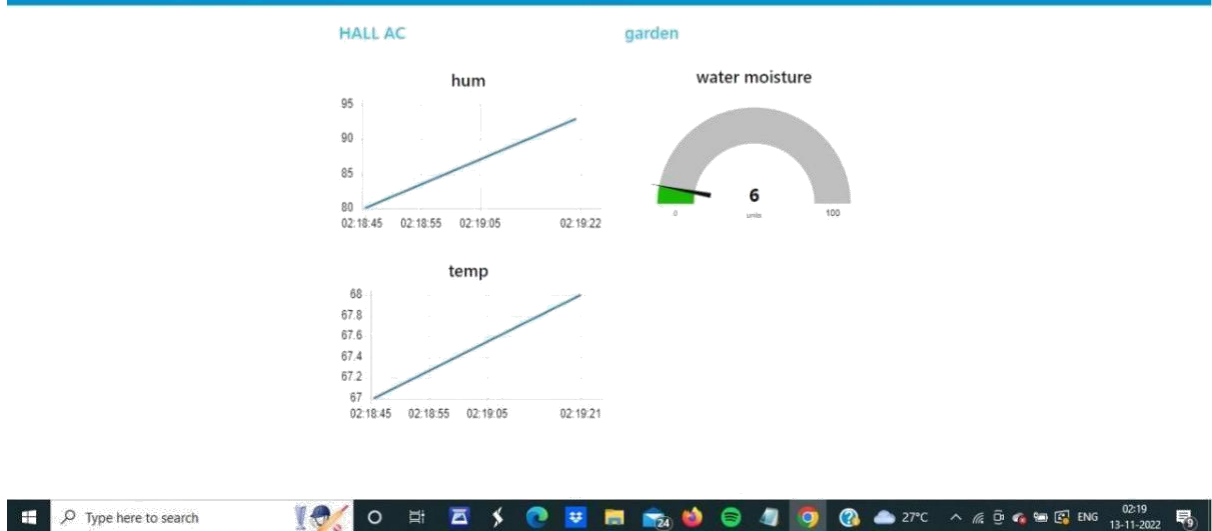 HALL AC
hum
95
90
85
80
02:18:45 02:18:55 02:19:05 02:19:22
temp
68
67.8
67.6
67.4
67.2
67
02:18:45 02:18:55 02:19:05 02:19:21
garden
water moisture
6
units
0
100
Type here to search
24
27°C
ENG
02:19
13-11-2022
9